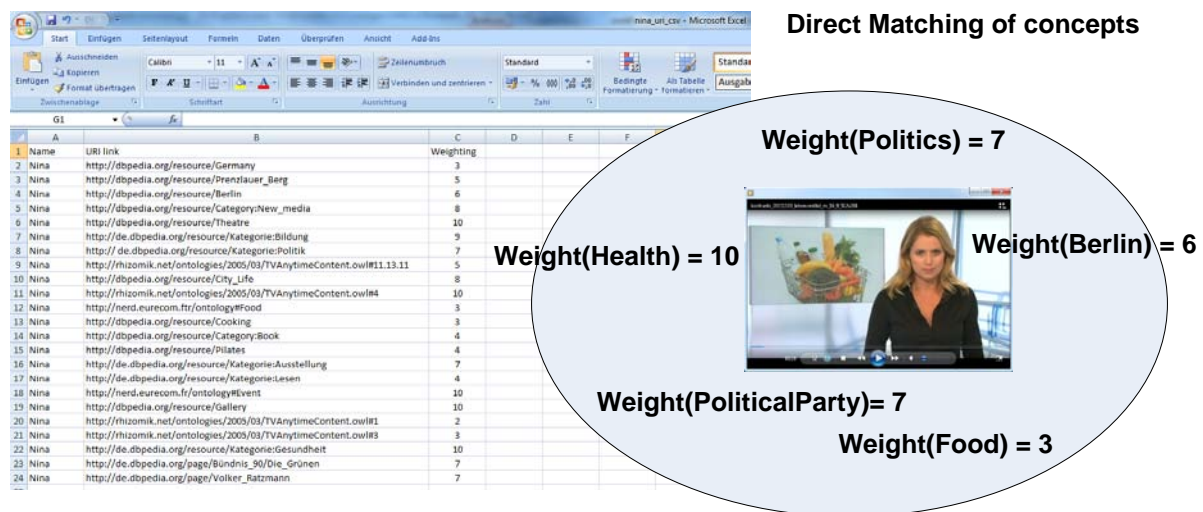 nina_uri_csv - Microsoft Excel
Direct Matching of concepts
Start Einfügen Seitenlayout Formeln Daten Überprüfen Ansicht Add-Ins
Ausschneiden
Kopieren
Format übertragen
Einfügen
Zwischenablage
Calibri 11
F K U
Schriftart
Zeilenumbruch
Verbinden und zentrieren
Ausrichtung
Standard
% 000
Zahl
Bedingte Formatierung
Als Tabelle formatieren
Standa
Ausgab
G1 fx
A B C D E F
1 Name URI link Weighting
2 Nina http://dbpedia.org/resource/Germany 3
3 Nina http://dbpedia.org/resource/Prenzlauer_Berg 5
4 Nina http://dbpedia.org/resource/Berlin 6
5 Nina http://dbpedia.org/resource/Category:New_media 8
6 Nina http://dbpedia.org/resource/Theatre 10
7 Nina http://de.dbpedia.org/resource/Kategorie:Bildung 9
8 Nina http:// de.dbpedia.org/resource/Kategorie:Politik 7
9 Nina http://rhizomik.net/ontologies/2005/03/TVAnytimeContent.owl#11.13.11 5
10 Nina http://dbpedia.org/resource/City_Life 8
11 Nina http://rhizomik.net/ontologies/2005/03/TVAnytimeContent.owl#4 10
12 Nina http://nerd.eurecom.ftr/ontology#Food 3
13 Nina http://dbpedia.org/resource/Cooking 3
14 Nina http://dbpedia.org/resource/Category:Book 4
15 Nina http://dbpedia.org/resource/Pilates 4
16 Nina http://de.dbpedia.org/resource/Kategorie:Ausstellung 7
17 Nina http://de.dbpedia.org/resource/Kategorie:Lesen 4
18 Nina http://nerd.eurecom.fr/ontology#Event 10
19 Nina http://dbpedia.org/resource/Gallery 10
20 Nina http://rhizomik.net/ontologies/2005/03/TVAnytimeContent.owl#1 2
21 Nina http://rhizomik.net/ontologies/2005/03/TVAnytimeContent.owl#3 3
22 Nina http://de.dbpedia.org/resource/Kategorie:Gesundheit 10
23 Nina http://de.dbpedia.org/page/Bündnis_90/Die_Grünen 7
24 Nina http://de.dbpedia.org/page/Volker_Ratzmann 7
Weight(Politics) = 7
Weight(Health) = 10
Weight(Berlin) = 6
Weight(PoliticalParty)= 7
Weight(Food) = 3